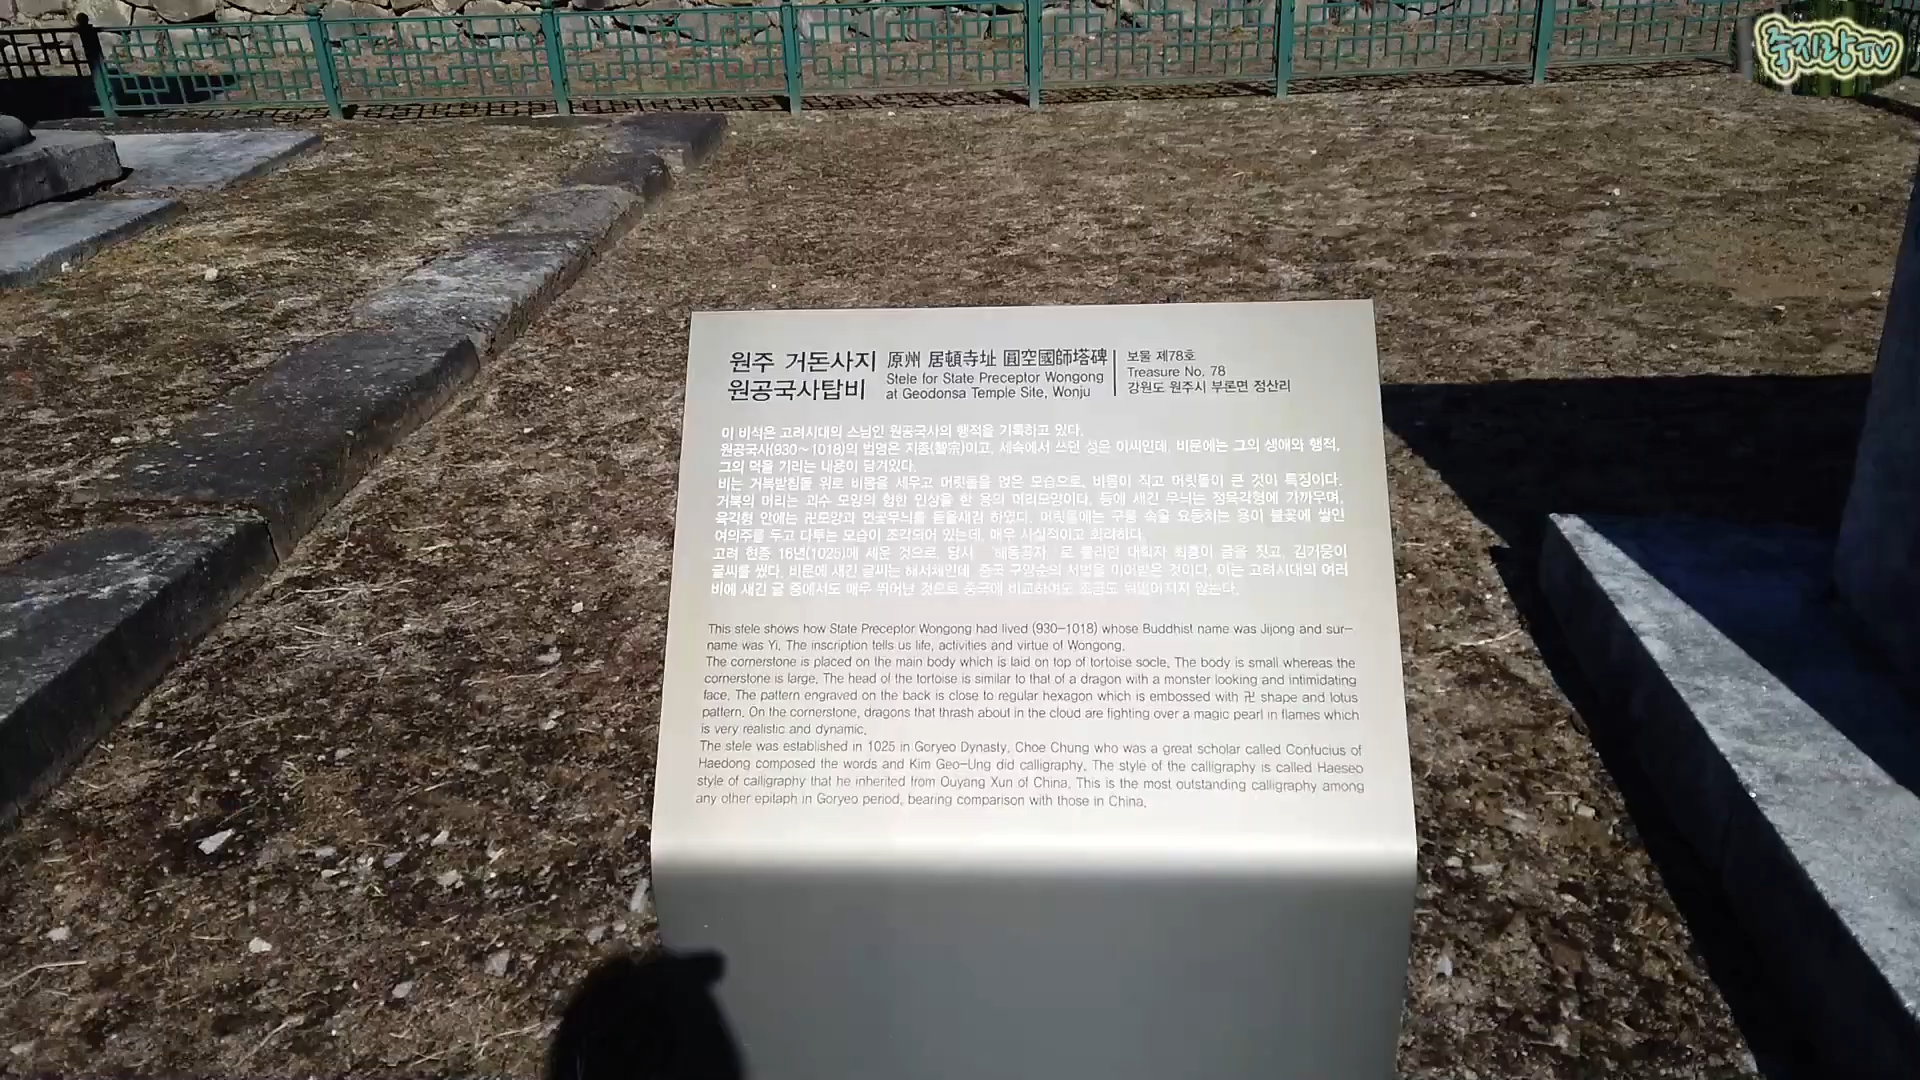 죽지랑TV
원주 거돈사지 原州 居頓寺址 圓空國師塔碑
원공국사탑비
Stele for State Preceptor Wongong
at Geodonsa Temple Site, Wonju
보물 제78호
Treasure No. 78
강원도 원주시 부론면 정산리
이 비석은 고려시대의 스님인 원공국사의 행적을 기록하고 있다.
원공국사(930~1018)의 법명은 지종(智宗)이고, 세속에서 쓰던 성은 이씨인데, 비문에는 그의 생애와 행적,
그의 덕을 기리는 내용이 담겨있다.
비는 거북받침돌 위로 비몸을 세우고 머릿돌을 얹은 모습으로, 비몸이 작고 머릿돌이 큰 것이 특징이다.
거북의 머리는 괴수 모양의 험한 인상을 한 용의 머리모양이다. 등에 새긴 무늬는 정육각형에 가까우며,
육각형 안에는 卍모양과 연꽃무늬를 돋을새김 하였다. 머릿돌에는 구름 속을 요동치는 용이 불꽃에 쌓인
여의주를 두고 다투는 모습이 조각되어 있는데, 매우 사실적이고 화려하다.
고려 현종 16년(1025)에 세운 것으로, 당시 '해동공자'로 불리던 대학자 최충이 글을 짓고, 김거웅이
글씨를 썼다. 비문에 새긴 글씨는 해서체인데, 중국 구양순의 서법을 이어받은 것이다. 이는 고려시대의 여러
비에 새긴 글 중에서도 매우 뛰어난 것으로 중국에 비교하여도 조금도 뒤떨어지지 않는다.
This stele shows how State Preceptor Wongong had lived (930-1018) whose Buddhist name was Jijong and sur-
name was Yi. The inscription tells us life, activities and virtue of Wongong.
The cornerstone is placed on the main body which is laid on top of tortoise socle. The body is small whereas the
cornerstone is large. The head of the tortoise is similar to that of a dragon with a monster looking and intimidating
face. The pattern engraved on the back is close to regular hexagon which is embossed with 卍 shape and lotus
pattern. On the cornerstone, dragons that thrash about in the cloud are fighting over a magic pearl in flames which
is very realistic and dynamic.
The stele was established in 1025 in Goryeo Dynasty. Choe Chung who was a great scholar called Confucius of
Haedong composed the words and Kim Geo-Ung did calligraphy. The style of the calligraphy is called Haeseo
style of calligraphy that he inherited from Ouyang Xun of China. This is the most outstanding calligraphy among
any other epitaph in Goryeo period, bearing comparison with those in China.